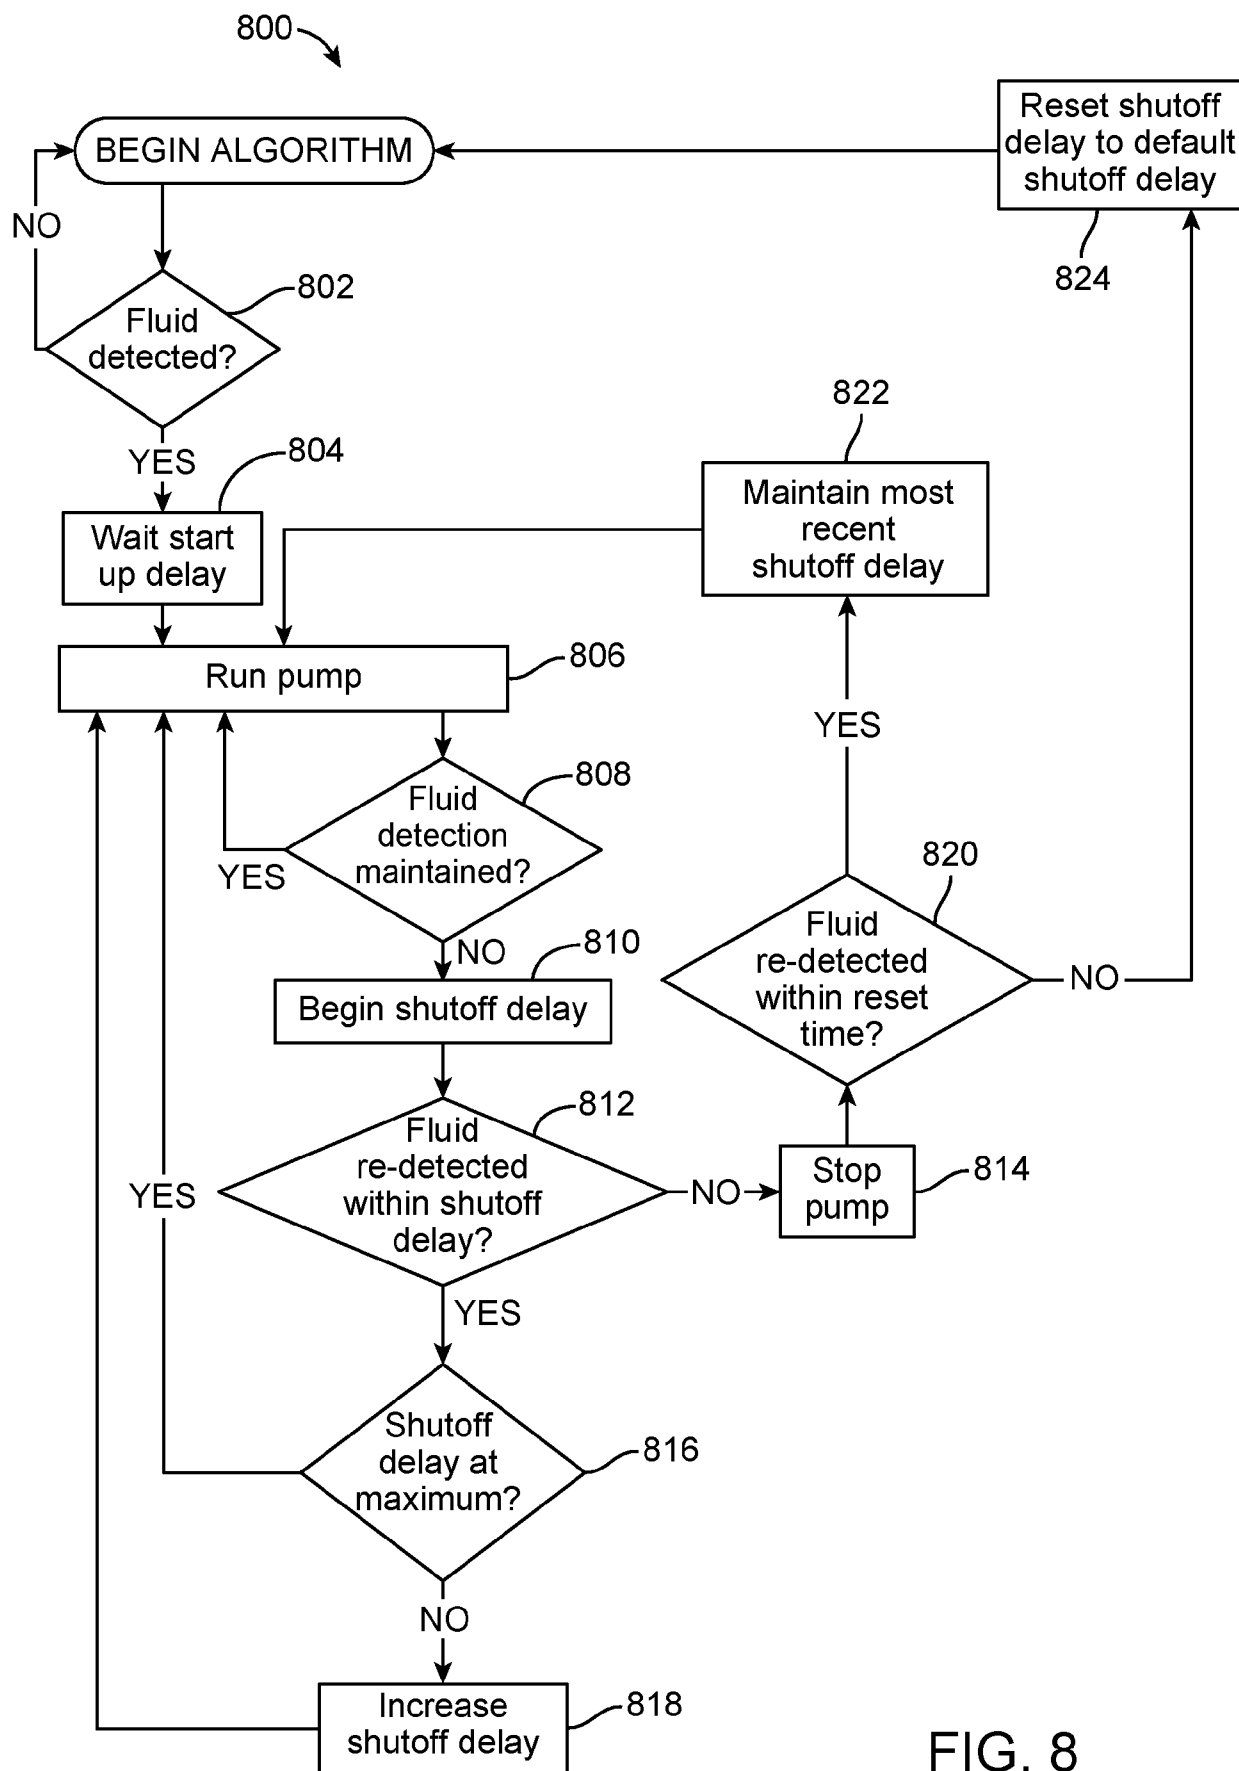 800
BEGIN ALGORITHM
Reset shutoff
delay to default
shutoff delay
824
NO
802
Fluid
detected?
YES
804
Wait start
up delay
822
Maintain most
recent
shutoff delay
Run pump
806
YES
808
Fluid
detection
maintained?
YES
NO
820
Fluid
re-detected
within reset
time?
NO
810
Begin shutoff delay
812
Fluid
re-detected
within shutoff
delay?
NO
Stop
pump
814
YES
YES
Shutoff
delay at
maximum?
816
NO
Increase
shutoff delay
818
FIG. 8